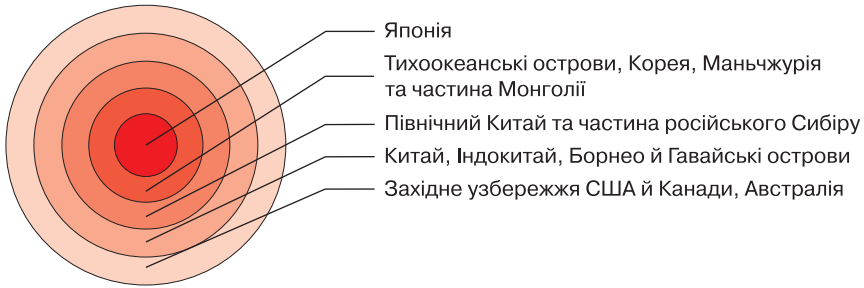 Японія
Тихоокеанські острови, Корея, Маньчжурія
та частина Монголії
Північний Китай та частина російського Сибіру
Китай, Індокитай, Борнео й Гавайські острови
Західне узбережжя США й Канади, Австралія